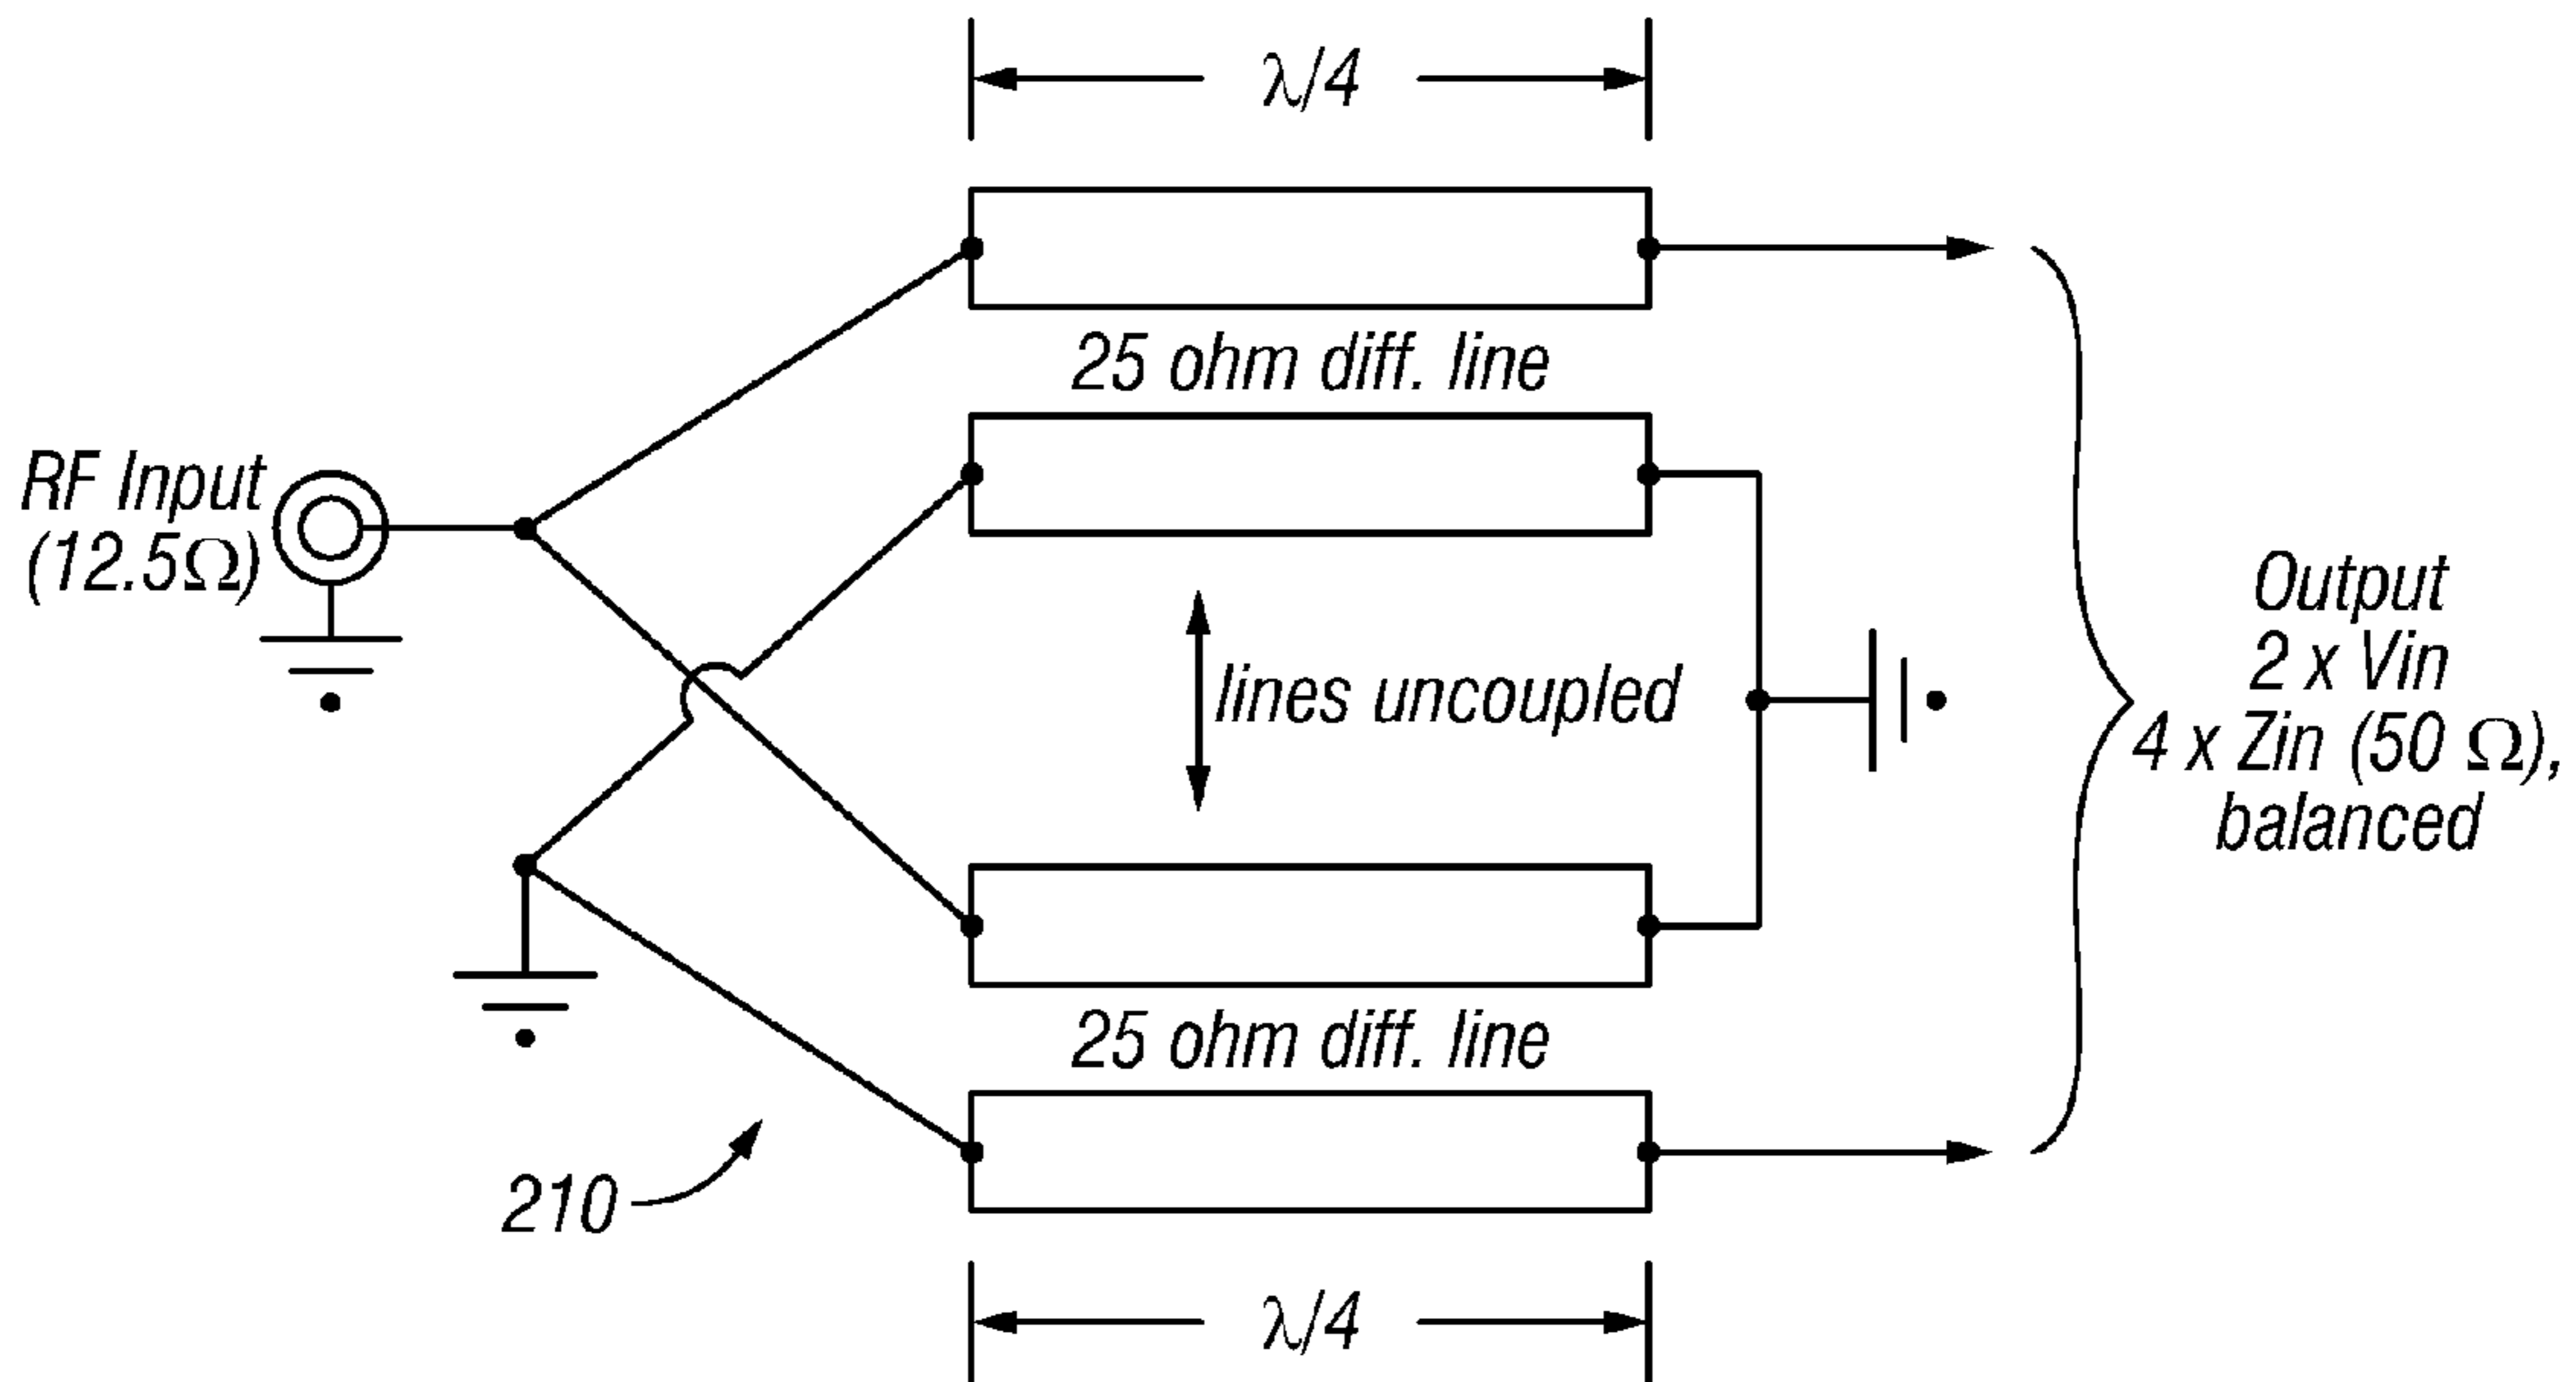 λ/4
25 ohm diff. line
RF Input
(12.5Ω)
lines uncoupled
Output
2 x Vin
4 x Zin (50 Ω),
balanced
25 ohm diff. line
210
λ/4